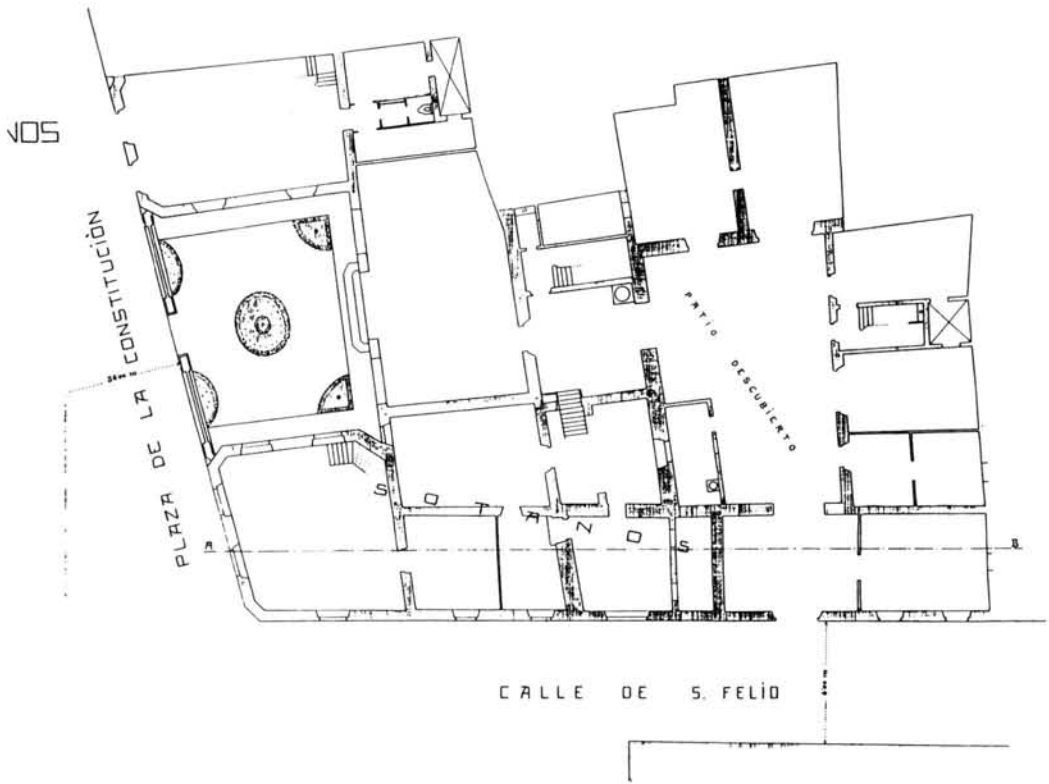 NOS
PLAZA DE LA CONSTITUCIÓN
PATIO DESCUBIERTO
SOTANOS
A
B
CALLE DE S. FELIO